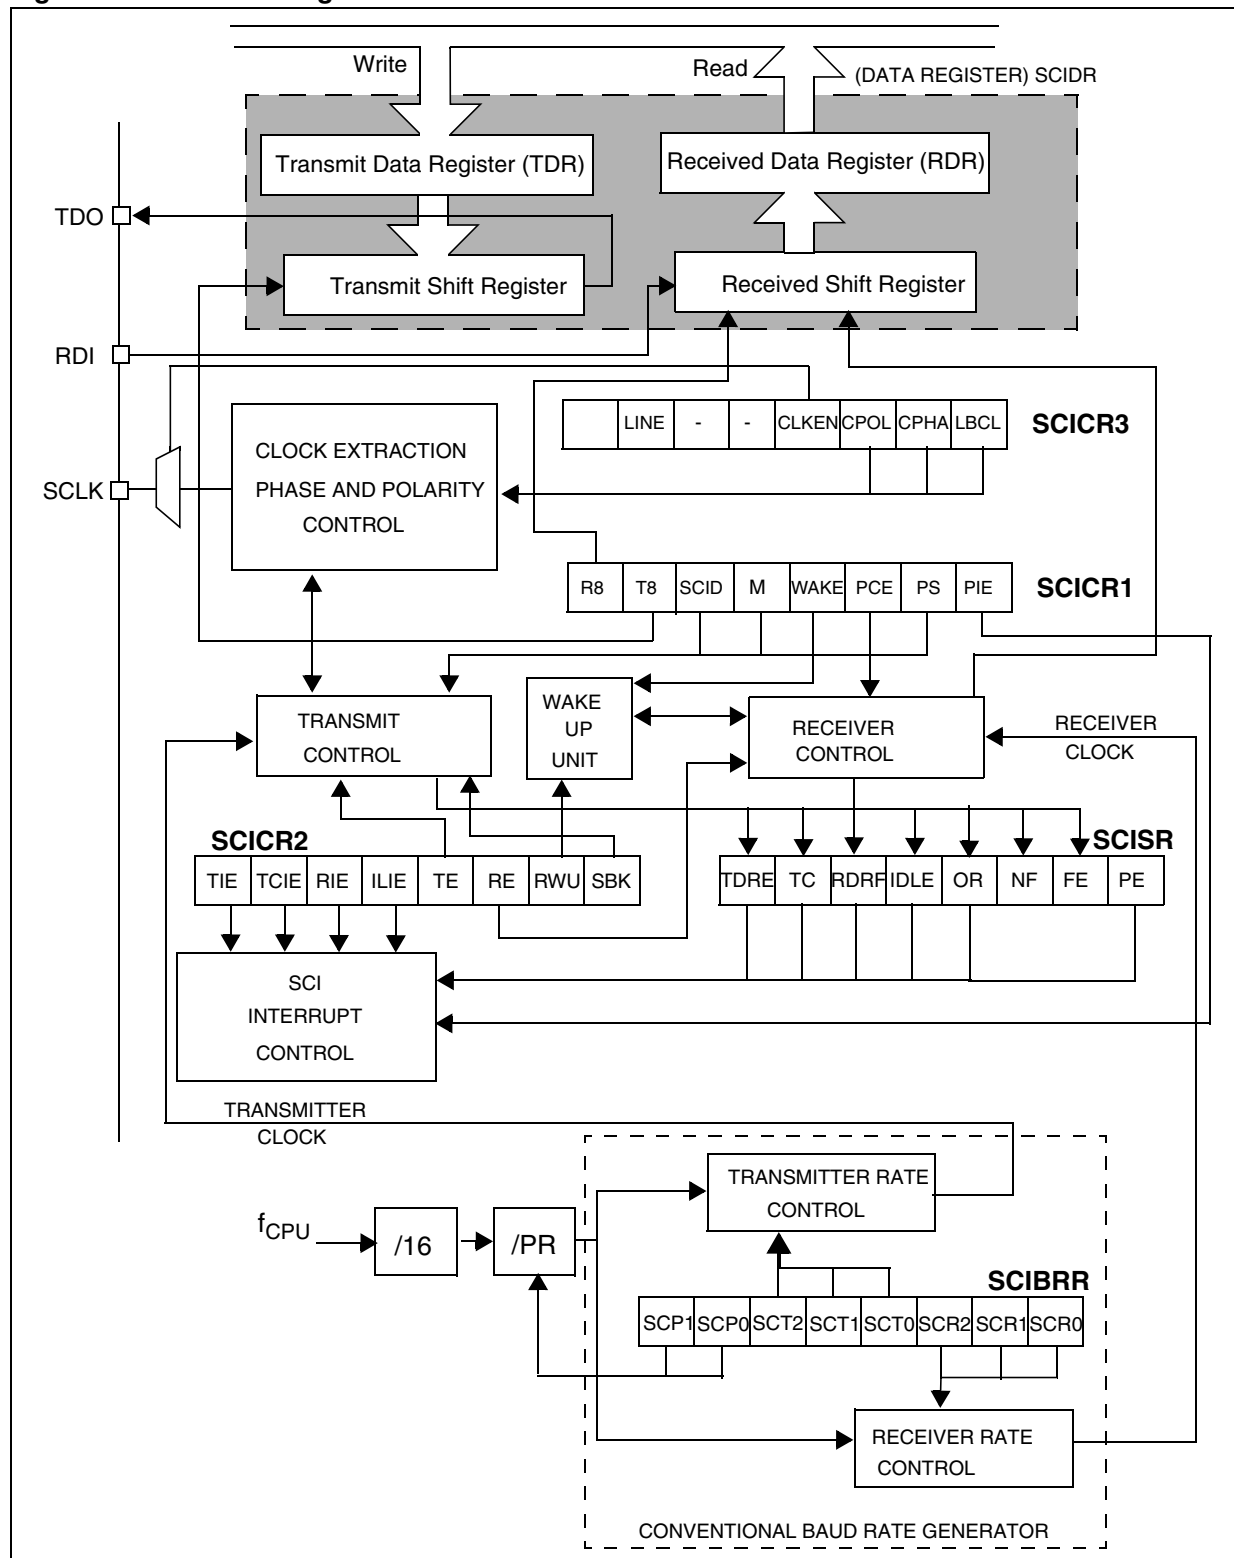 Write
Read
(DATA REGISTER) SCIDR
Transmit Data Register (TDR)
Received Data Register (RDR)
TDO
Transmit Shift Register
Received Shift Register
RDI
LINE - - CLKEN CPOL CPHA LBCL
SCICR3
CLOCK EXTRACTION
PHASE AND POLARITY
CONTROL
SCLK
R8 T8 SCID M WAKE PCE PS PIE
SCICR1
TRANSMIT
CONTROL
WAKE
UP
UNIT
RECEIVER
CONTROL
RECEIVER
CLOCK
SCICR2
SCISR
TIE TCIE RIE ILIE TE RE RWU SBK
TDRE TC RDRF IDLE OR NF FE PE
SCI
INTERRUPT
CONTROL
TRANSMITTER
CLOCK
TRANSMITTER RATE
CONTROL
fCPU
/16
/PR
SCIBRR
SCP1 SCP0 SCT2 SCT1 SCT0 SCR2 SCR1 SCR0
RECEIVER RATE
CONTROL
CONVENTIONAL BAUD RATE GENERATOR